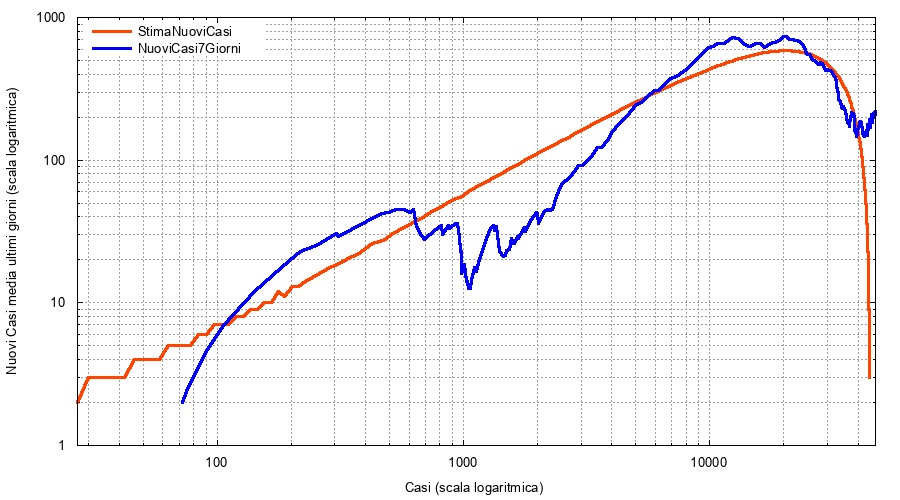 1000
StimaNuoviCasi
NuoviCasi7Giorni
100
Nuovi Casi media ultimi giorni (scala logaritmica)
10
1
100
1000
10000
Casi (scala logaritmica)